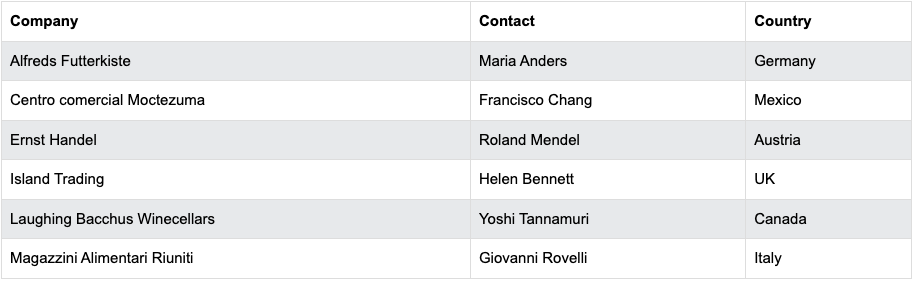 Company Contact Country
Alfreds Futterkiste Maria Anders Germany
Centro comercial Moctezuma Francisco Chang Mexico
Ernst Handel Roland Mendel Austria
Island Trading Helen Bennett UK
Laughing Bacchus Winecellars Yoshi Tannamuri Canada
Magazzini Alimentari Riuniti Giovanni Rovelli Italy